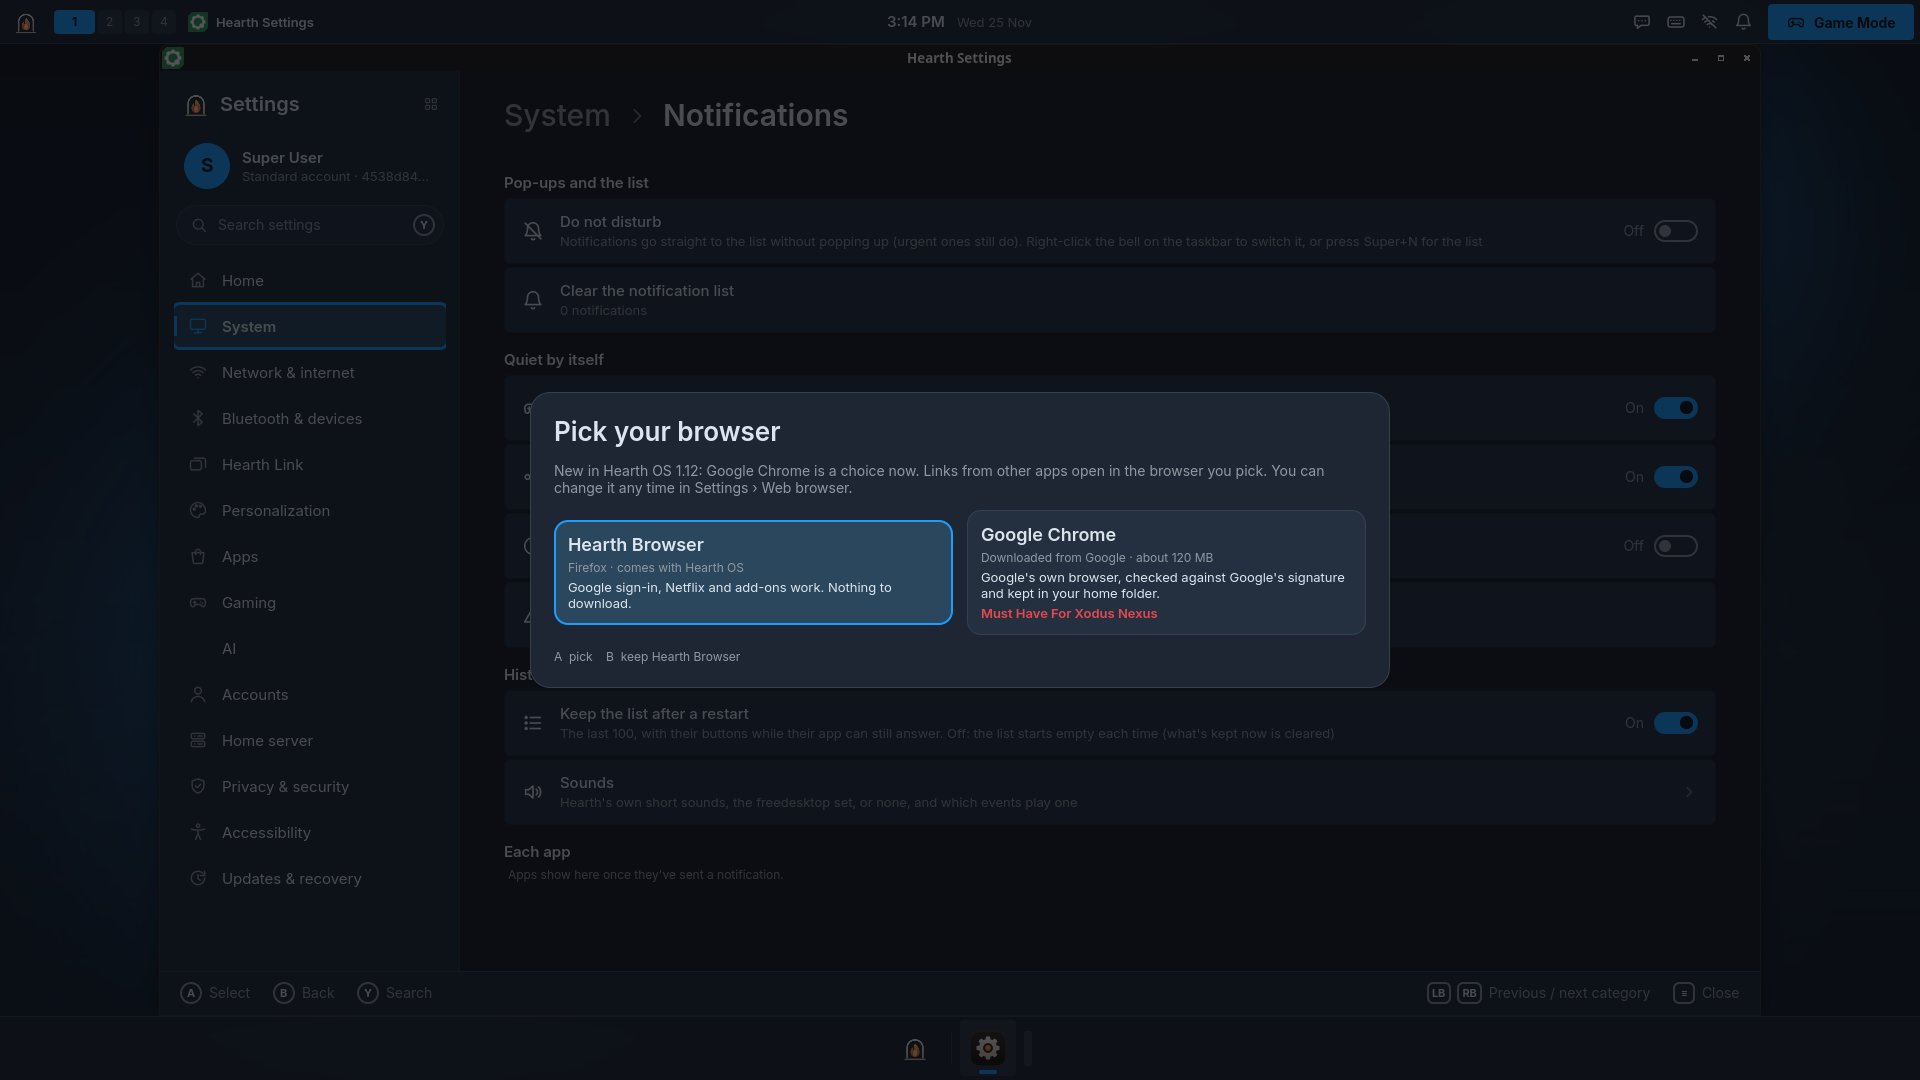 1 2 3 4 Hearth Settings 3:14 PM Wed 25 Nov Game Mode
Hearth Settings
Settings
S
Super User
Standard account · 4538d84...
Search settings Y
Home
System
Network & internet
Bluetooth & devices
Hearth Link
Personalization
Apps
Gaming
AI
Accounts
Home server
Privacy & security
Accessibility
Updates & recovery
System > Notifications
Pop-ups and the list
Do not disturb
Notifications go straight to the list without popping up (urgent ones still do). Right-click the bell on the taskbar to switch it, or press Super+N for the list
Off
Clear the notification list
0 notifications
Quiet by itself
On
On
Off
Pick your browser
New in Hearth OS 1.12: Google Chrome is a choice now. Links from other apps open in the browser you pick. You can
change it any time in Settings › Web browser.
Hearth Browser
Firefox · comes with Hearth OS
Google sign-in, Netflix and add-ons work. Nothing to
download.
Google Chrome
Downloaded from Google · about 120 MB
Google's own browser, checked against Google's signature
and kept in your home folder.
Must Have For Xodus Nexus
A pick B keep Hearth Browser
Hist
Keep the list after a restart
The last 100, with their buttons while their app can still answer. Off: the list starts empty each time (what's kept now is cleared)
On
Sounds
Hearth's own short sounds, the freedesktop set, or none, and which events play one
Each app
Apps show here once they've sent a notification.
A Select B Back Y Search LB RB Previous / next category Close